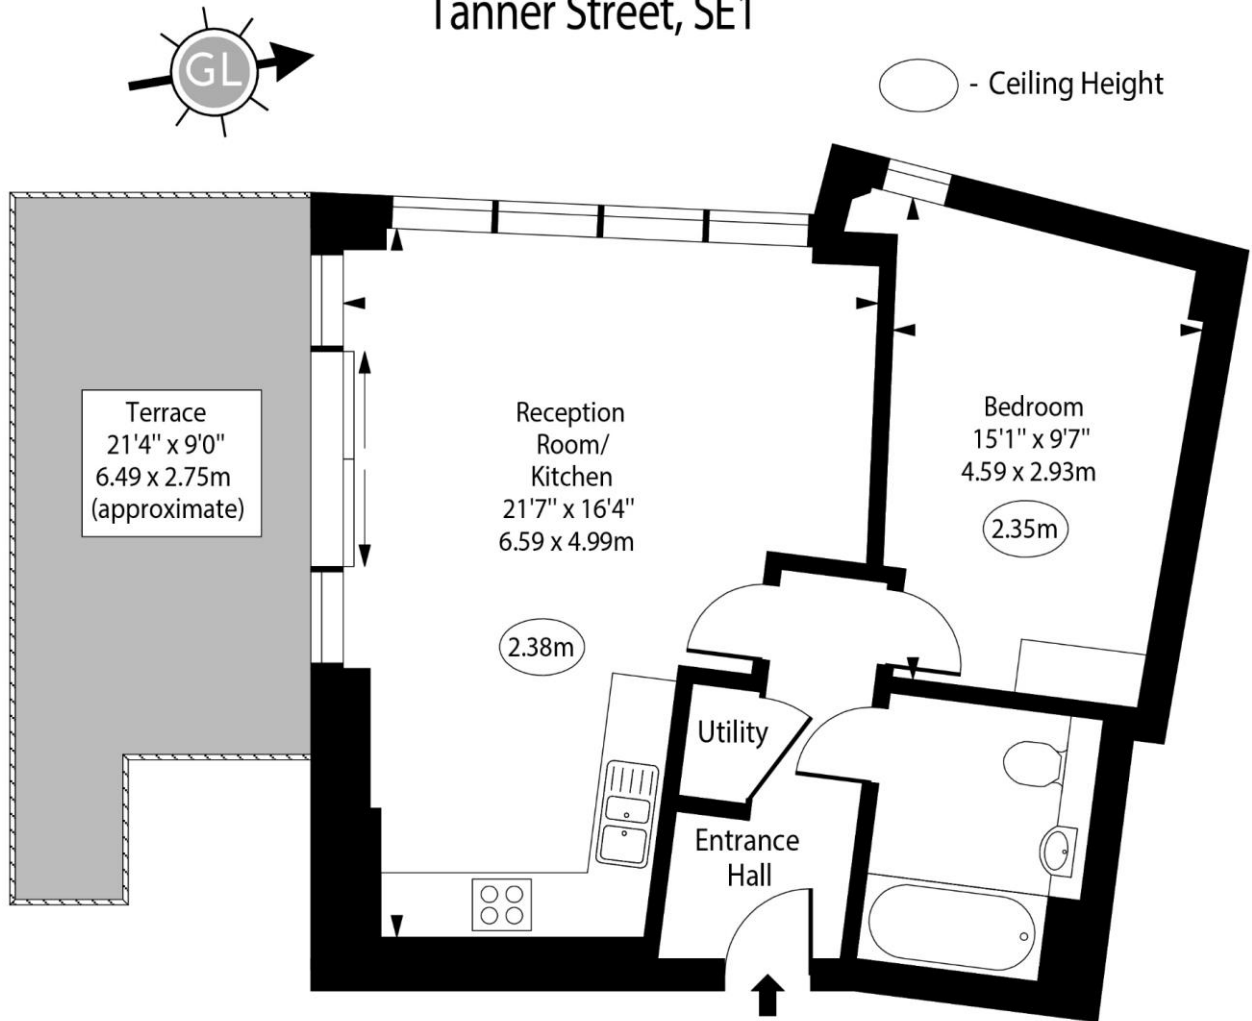 Tanner Street, SE1
GL
- Ceiling Height
Terrace
21'4" x 9'0"
6.49 x 2.75m
(approximate)
Reception
Room/
Kitchen
21'7" x 16'4"
6.59 x 4.99m
2.38m
Bedroom
15'1" x 9'7"
4.59 x 2.93m
2.35m
Utility
Entrance
Hall